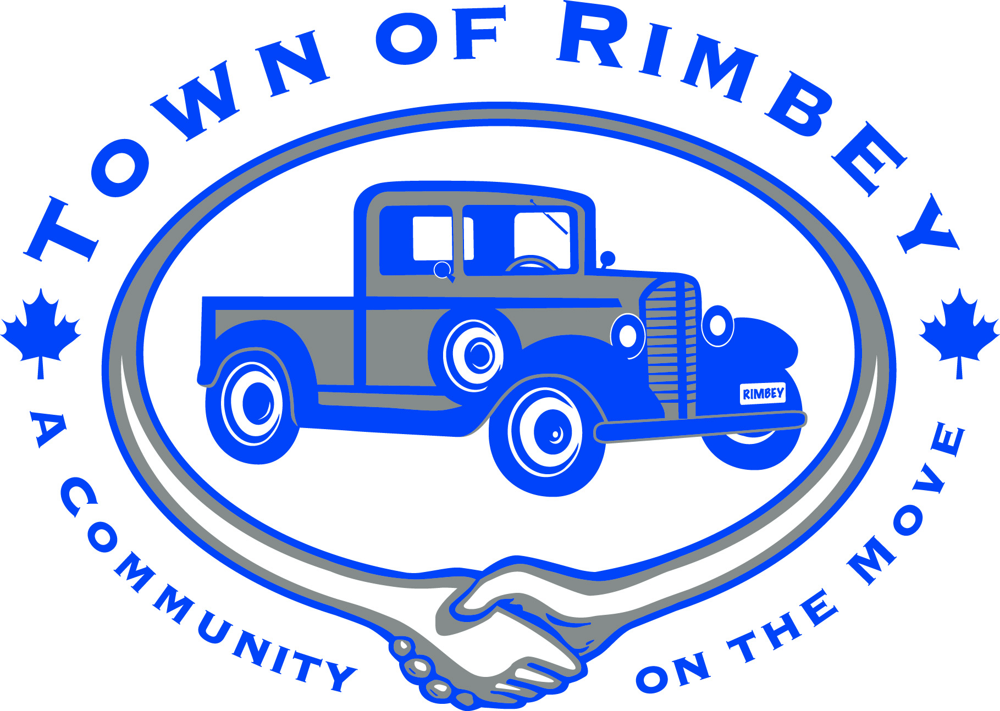 TOWN OF RIMBEY
RIMBEY
A COMMUNITY ON THE MOVE